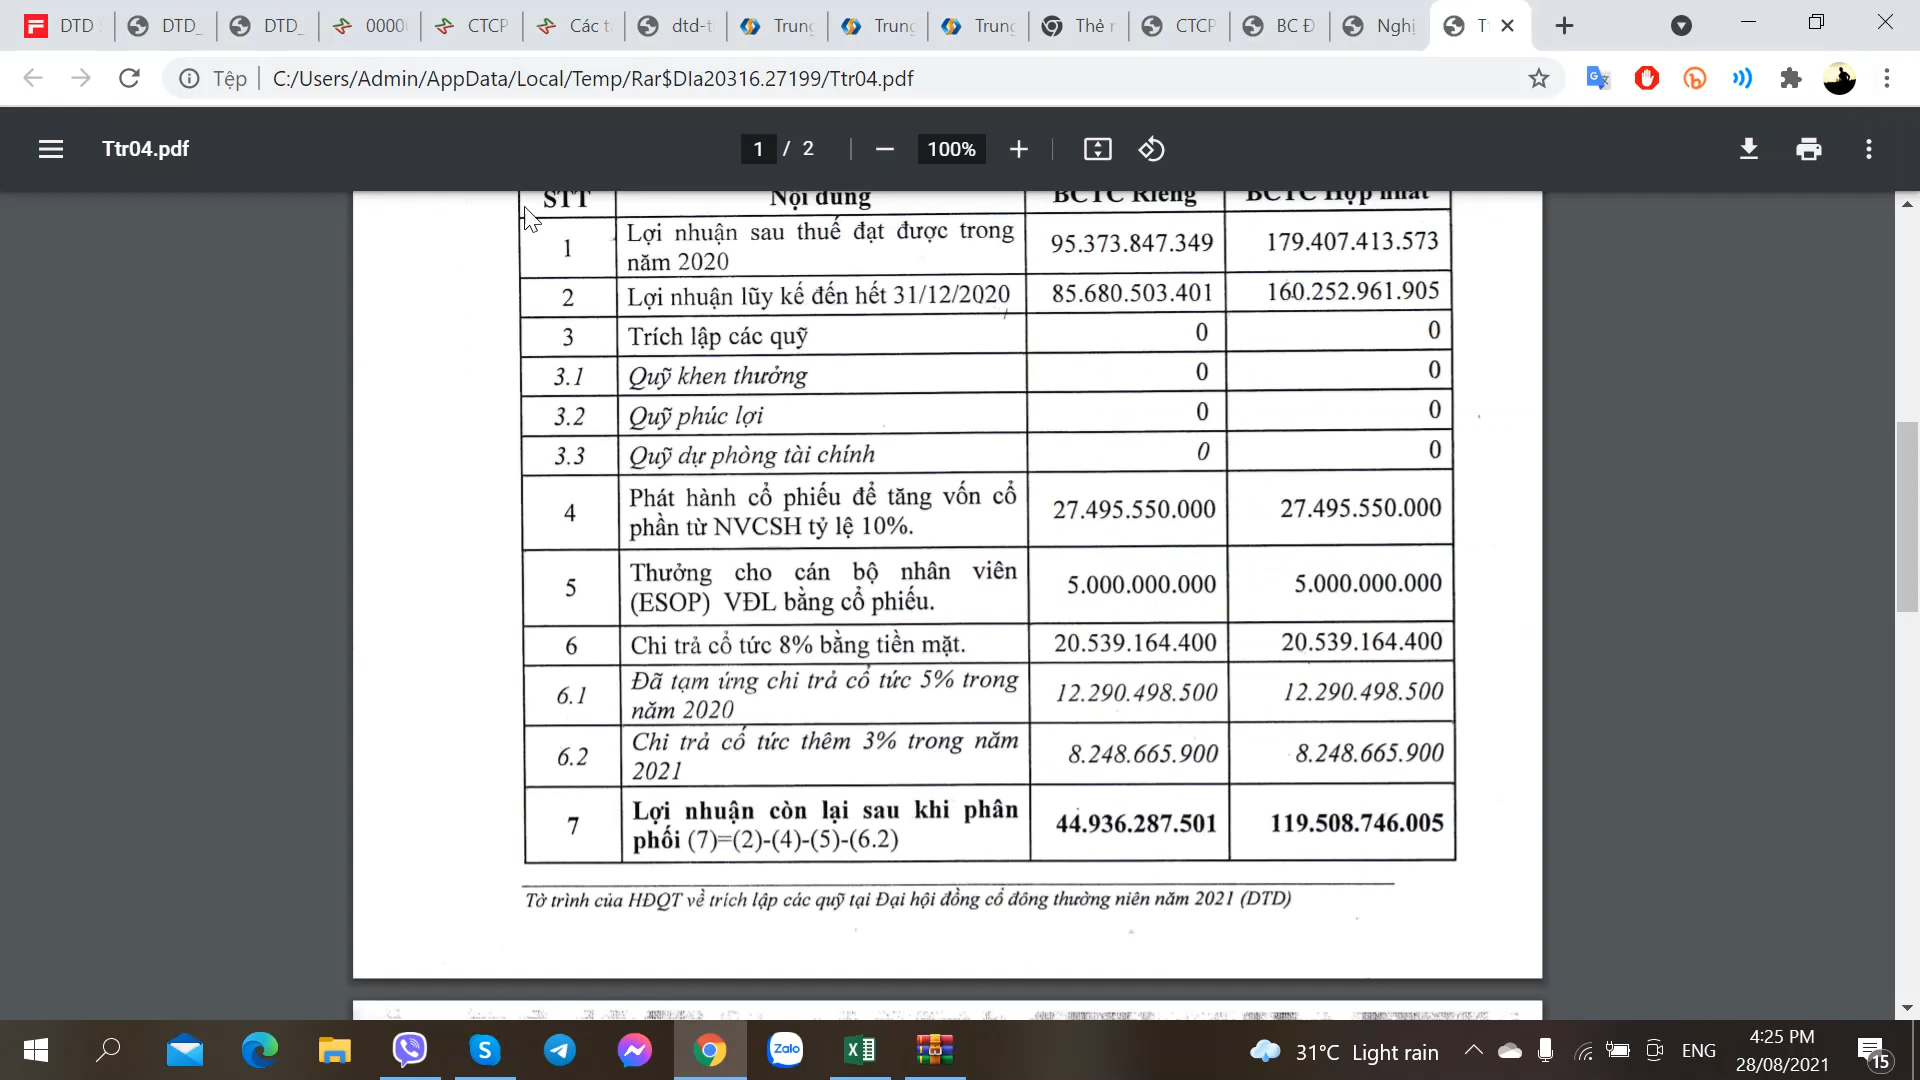 DTD
DTD_
DTD_
0000
CTCP
Các t
dtd-t
Trung
Trung
Trung
Thẻ
CTCP
BC Đ
Nghị
Tt
Tệp
C:/Users/Admin/AppData/Local/Temp/Rar$DIa20316.27199/Ttr04.pdf
Ttr04.pdf
1 / 2
100%
STT Nội dung BCTC Riêng BCTC Hợp nhất
1 Lợi nhuận sau thuế đạt được trong 95.373.847.349 179.407.413.573
năm 2020
2 Lợi nhuận lũy kế đến hết 31/12/2020 85.680.503.401 160.252.961.905
3 Trích lập các quỹ 0 0
3.1 Quỹ khen thưởng 0 0
3.2 Quỹ phúc lợi 0 0
3.3 Quỹ dự phòng tài chính 0 0
4 Phát hành cổ phiếu để tăng vốn cổ 27.495.550.000 27.495.550.000
phần từ NVCSH tỷ lệ 10%.
5 Thưởng cho cán bộ nhân viên 5.000.000.000 5.000.000.000
(ESOP) VĐL bằng cổ phiếu.
6 Chi trả cổ tức 8% bằng tiền mặt. 20.539.164.400 20.539.164.400
6.1 Đã tạm ứng chi trả cổ tức 5% trong 12.290.498.500 12.290.498.500
năm 2020
6.2 Chi trả cổ tức thêm 3% trong năm 8.248.665.900 8.248.665.900
2021
7 Lợi nhuận còn lại sau khi phân 44.936.287.501 119.508.746.005
phối (7)=(2)-(4)-(5)-(6.2)
Tờ trình của HĐQT về trích lập các quỹ tại Đại hội đồng cổ đông thường niên năm 2021 (DTD)
Zalo
31°C Light rain
ENG
4:25 PM
28/08/2021
15